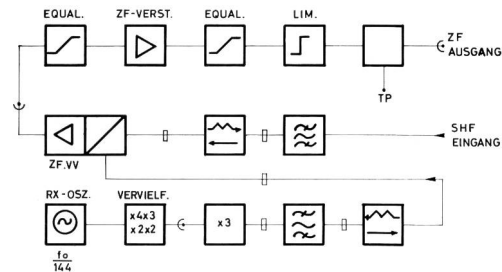 EQUAL. ZF-VERST. EQUAL. LIM.
ZF
AUSGANG
TP
SHF
EINGANG
ZF.VV
RX-OSZ. VERVIELF.
x4x3
x2x2
x3
fo
144